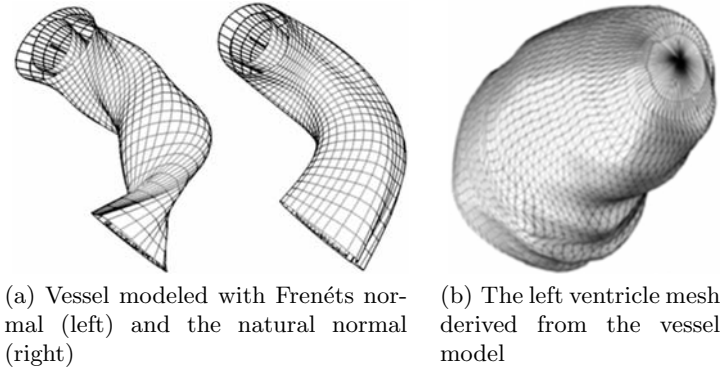 (a) Vessel modeled with Frenéts nor-
mal (left) and the natural normal
(right)
(b) The left ventricle mesh
derived from the vessel
model